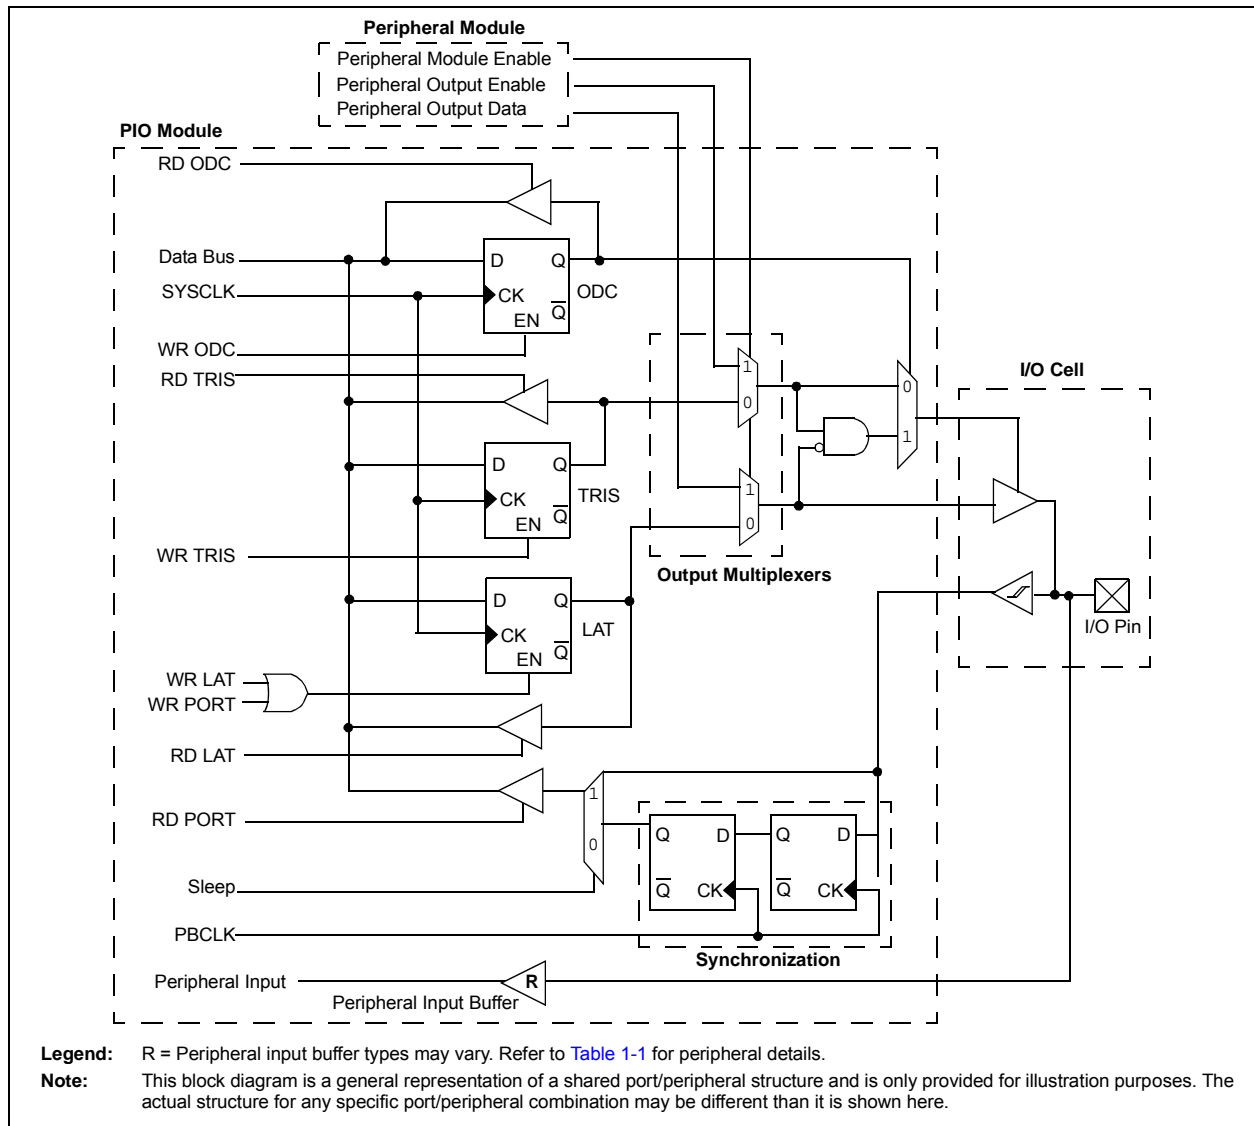 Peripheral Module
Peripheral Module Enable
Peripheral Output Enable
Peripheral Output Data
PIO Module
RD ODC
Data Bus
D Q
SYSCLK
CK
ODC
Q
EN
WR ODC
RD TRIS
1
0
I/O Cell
0
1
D Q
CK
TRIS
Q
EN
1
0
WR TRIS
Output Multiplexers
D Q
CK
LAT
Q
EN
I/O Pin
WR LAT
WR PORT
RD LAT
RD PORT
1
0
Q D
Q D
Sleep
Q CK
Q CK
PBCLK
Synchronization
Peripheral Input
R
Peripheral Input Buffer
Legend: R = Peripheral input buffer types may vary. Refer to Table 1-1 for peripheral details.
Note: This block diagram is a general representation of a shared port/peripheral structure and is only provided for illustration purposes. The
actual structure for any specific port/peripheral combination may be different than it is shown here.